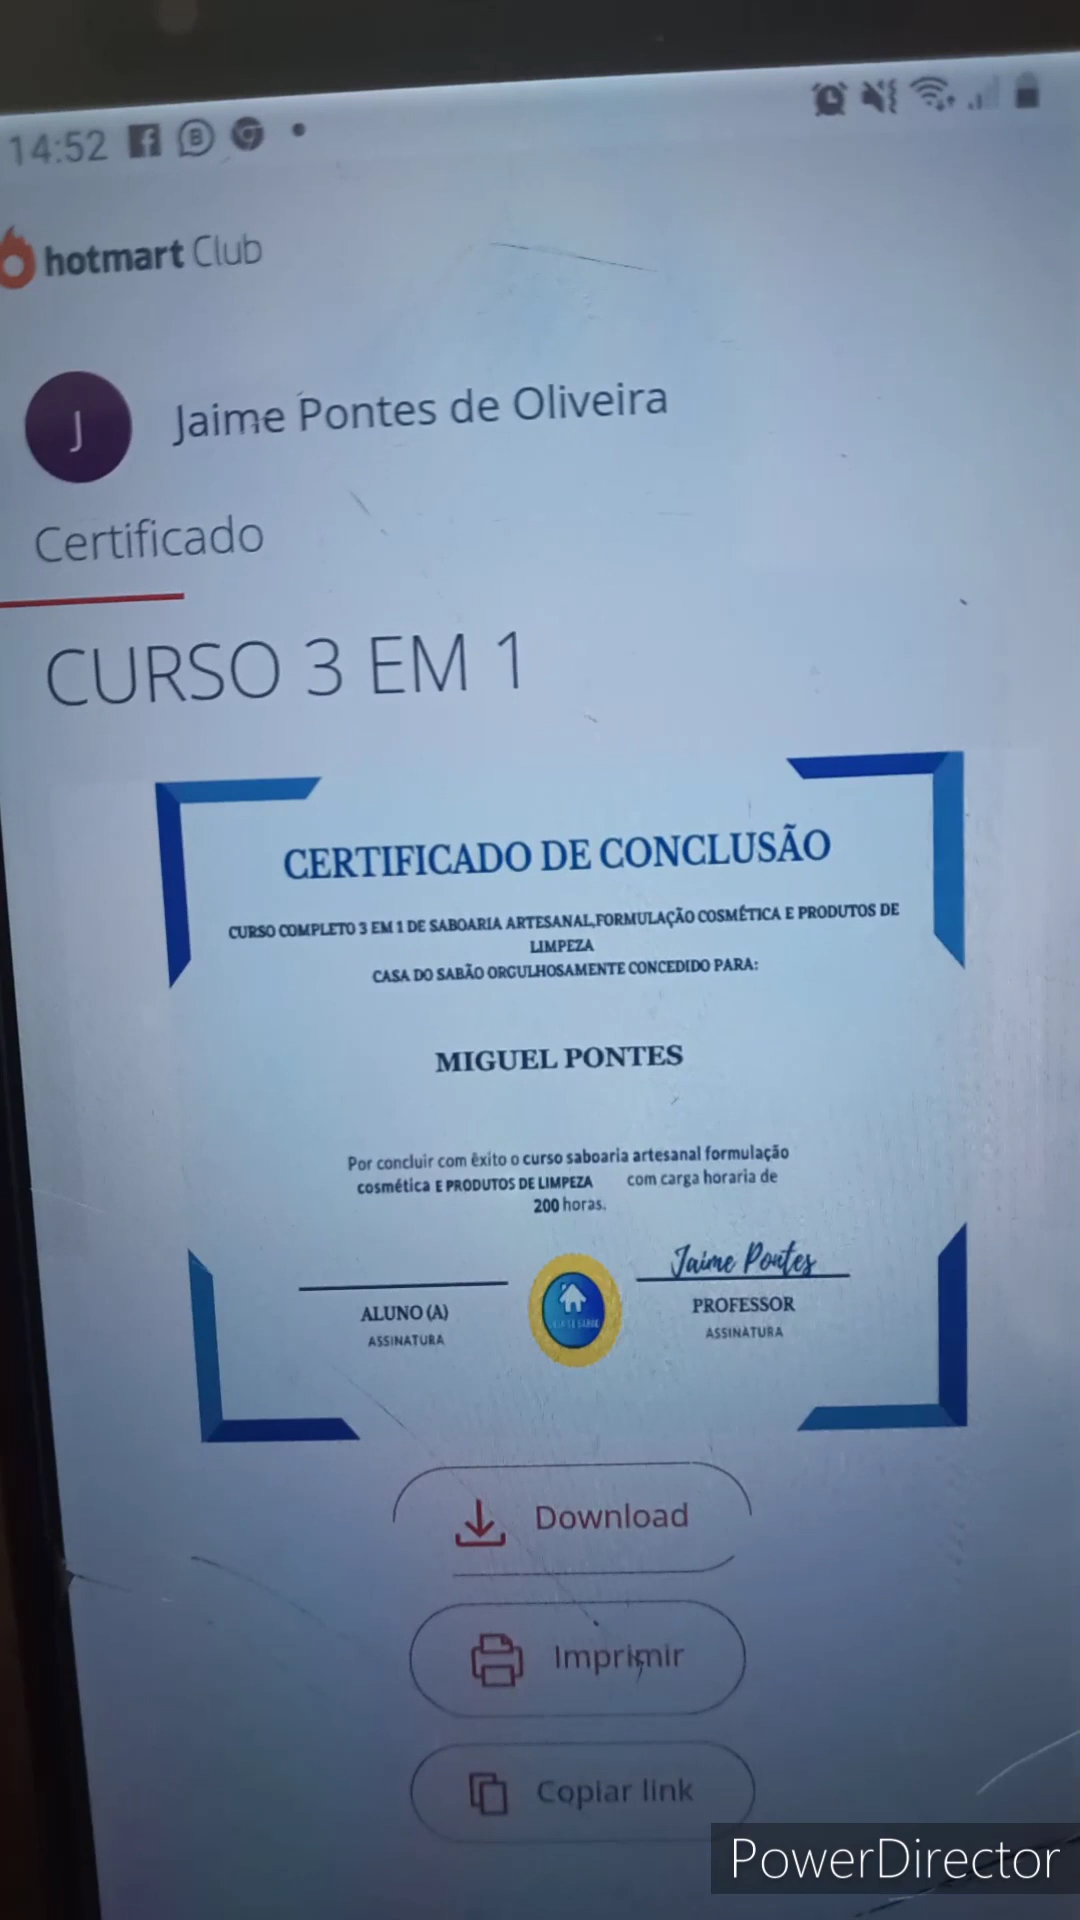 14:52
hotmart Club
J
Jaime Pontes de Oliveira
Certificado
CURSO 3 EM 1
CERTIFICADO DE CONCLUSÃO
CURSO COMPLETO 3 EM 1 DE SABOARIA ARTESANAL,FORMULAÇÃO COSMÉTICA E PRODUTOS DE
LIMPEZA
CASA DO SABÃO ORGULHOSAMENTE CONCEDIDO PARA:
MIGUEL PONTES
Por concluir com êxito o curso saboaria artesanal formulação
cosmética E PRODUTOS DE LIMPEZA com carga horaria de
200 horas.
Jaime Pontes
ALUNO (A)
PROFESSOR
ASSINATURA
ASSINATURA
Download
Imprimir
Copiar link
PowerDirector